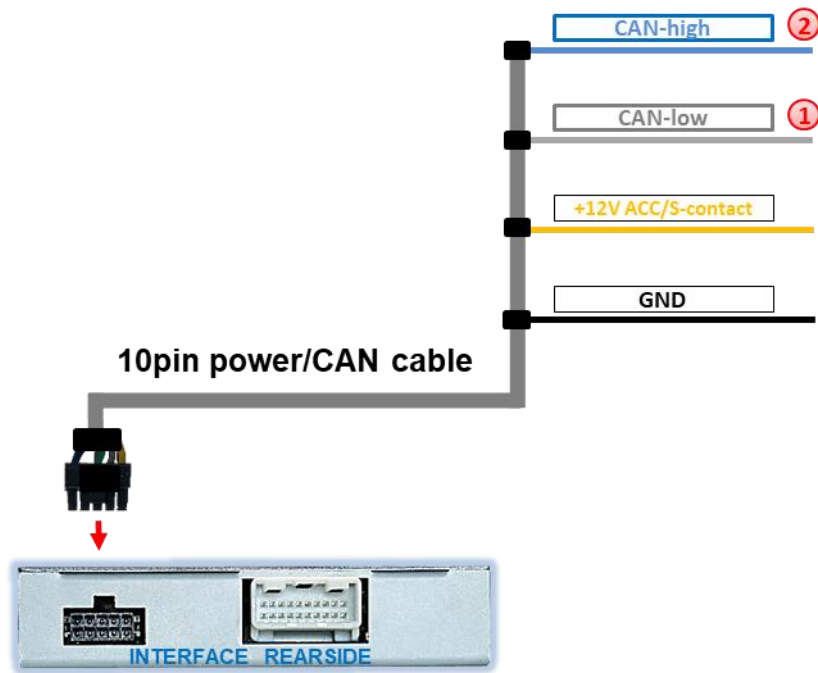 CAN-high 2
CAN-low 1
+12V ACC/S-contact
GND
10pin power/CAN cable
INTERFACE REARSIDE